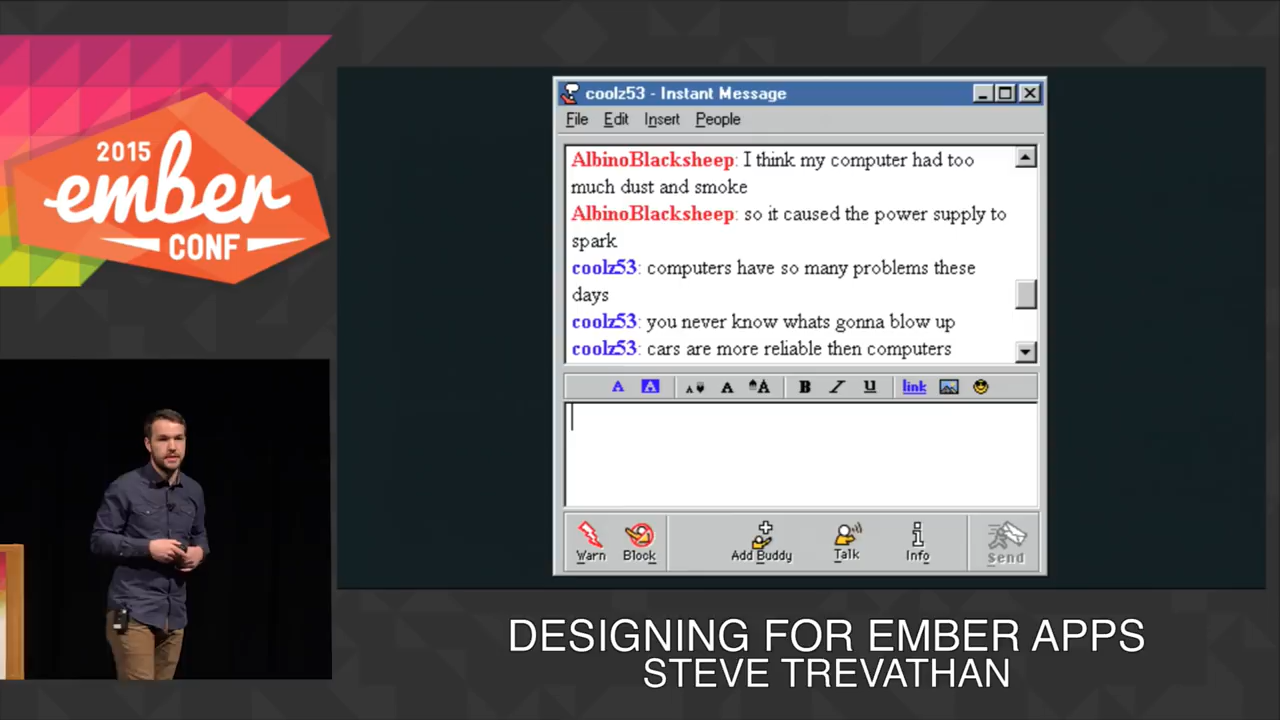 2015
ember
CONF
coolz53 - Instant Message
File Edit Insert People
AlbinoBlacksheep: I think my computer had too
much dust and smoke
AlbinoBlacksheep: so it caused the power supply to
spark
coolz53: computers have so many problems these
days
coolz53: you never know whats gonna blow up
coolz53: cars are more reliable then computers
A A A A A B I U link
Warn Block Add Buddy Talk Info Send
DESIGNING FOR EMBER APPS
STEVE TREVATHAN